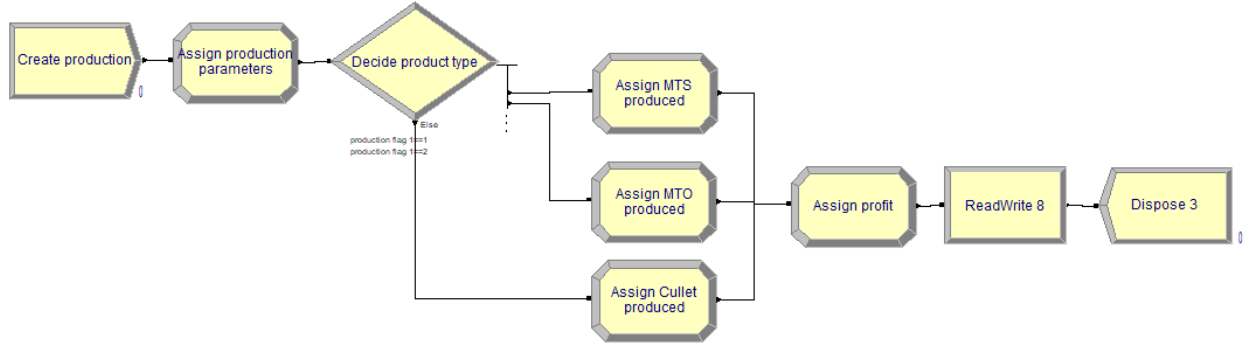 Create production
0
Assign production
parameters
Decide product type
Else
production flag 1==1
production flag 1==2
Assign MTS
produced
Assign MTO
produced
Assign Cullet
produced
Assign profit
ReadWrite 8
Dispose 3
0